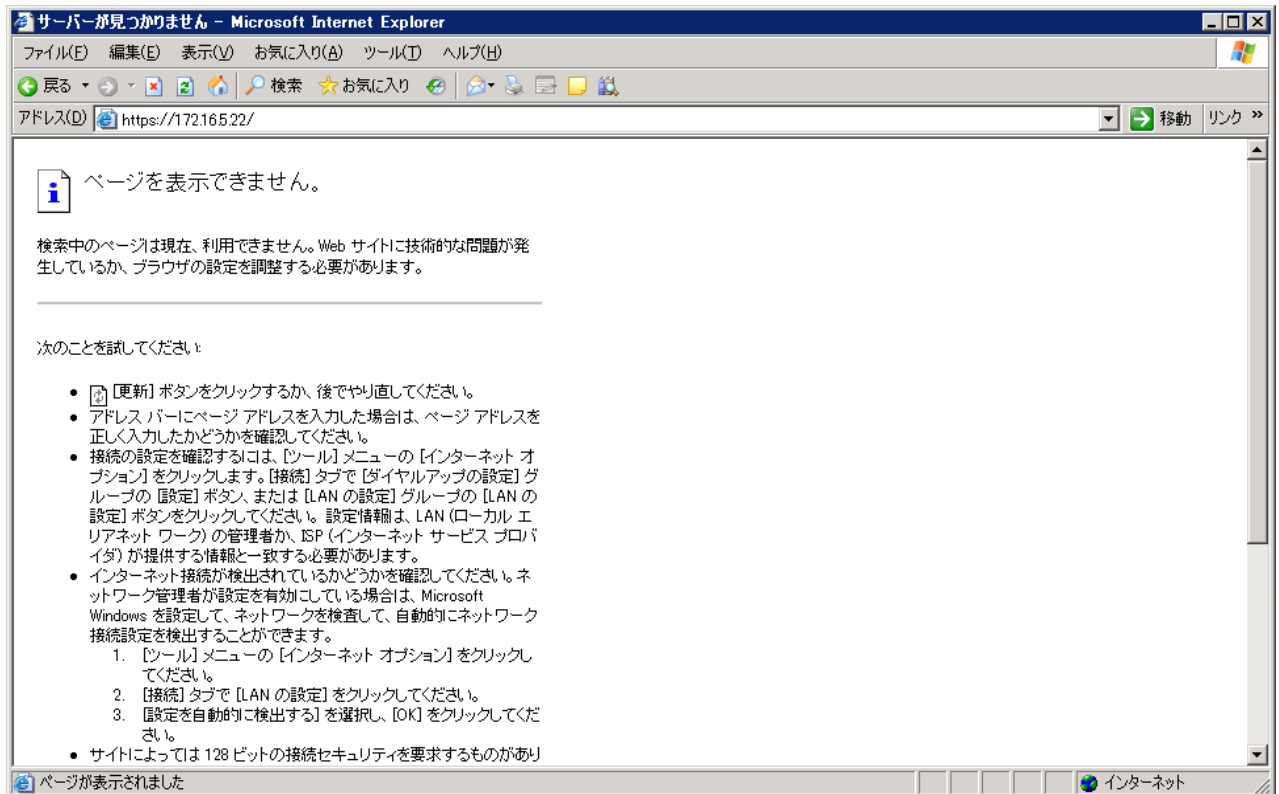 サーバーが見つかりません - Microsoft Internet Explorer
ファイル(F) 編集(E) 表示(V) お気に入り(A) ツール(T) ヘルプ(H)
戻る 検索 お気に入り
アドレス(D) https://172.16.5.22/ 移動 リンク »
ページを表示できません。
検索中のページは現在、利用できません。Web サイトに技術的な問題が発
生しているか、ブラウザの設定を調整する必要があります。
次のことを試してください:
• [更新] ボタンをクリックするか、後でやり直してください。
• アドレス バーにページ アドレスを入力した場合は、ページ アドレスを
正しく入力したかどうかを確認してください。
• 接続の設定を確認するには、[ツール] メニューの [インターネット オ
プション] をクリックします。[接続] タブで [ダイヤルアップの設定] グ
ループの [設定] ボタン、または [LAN の設定] グループの [LAN の
設定] ボタンをクリックしてください。 設定情報は、LAN (ローカル エ
リアネット ワーク) の管理者か、ISP (インターネット サービス プロバ
イダ) が提供する情報と一致する必要があります。
• インターネット接続が検出されているかどうかを確認してください。ネ
ットワーク管理者が設定を有効にしている場合は、Microsoft
Windows を設定して、ネットワークを検査して、自動的にネットワーク
接続設定を検出することができます。
1. [ツール] メニューの [インターネット オプション] をクリックし
てください。
2. [接続] タブで [LAN の設定] をクリックしてください。
3. [設定を自動的に検出する] を選択し、[OK] をクリックしてくだ
さい。
• サイトによっては 128 ビットの接続セキュリティを要求するものがあり
ページが表示されました インターネット